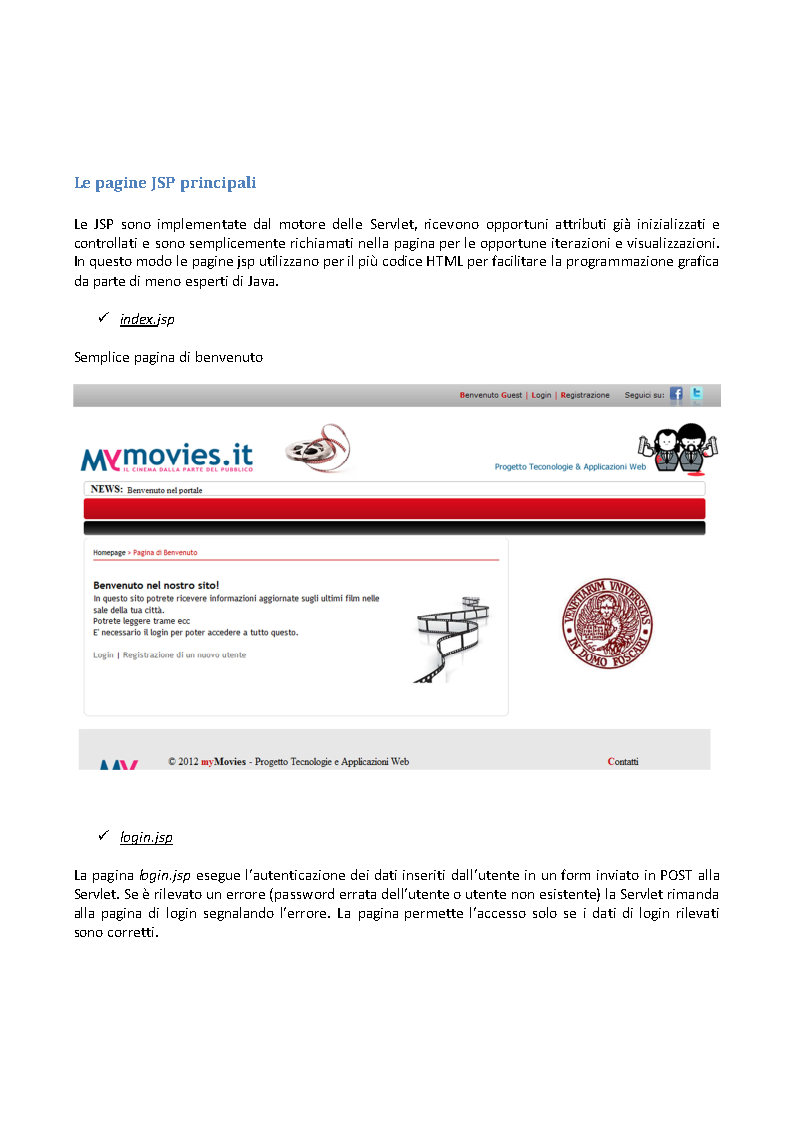 Le pagine JSP principali
Le JSP sono implementate dal motore delle Servlet, ricevono opportuni attributi già inizializzati e
controllati e sono semplicemente richiamati nella pagina per le opportune iterazioni e visualizzazioni.
In questo modo le pagine jsp utilizzano per il più codice HTML per facilitare la programmazione grafica
da parte di meno esperti di Java.
✓ index.jsp
Semplice pagina di benvenuto
Benvenuto Guest | Login | Registrazione Seguici su: f t
MYmovies.it
IL CINEMA DALLA PARTE DEL PUBBLICO
Progetto Teconologie & Applicazioni Web
NEWS: Benvenuto nel portale
Homepage > Pagina di Benvenuto
Benvenuto nel nostro sito!
In questo sito potrete ricevere informazioni aggiornate sugli ultimi film nelle
sale della tua città.
Potrete leggere trame ecc
E' necessario il login per poter accedere a tutto questo.
Login | Registrazione di un nuovo utente
VENETIARUM UNIVERSITAS
IN DOMO FOSCARI
MY
© 2012 myMovies - Progetto Tecnologie e Applicazioni Web Contatti
✓ login.jsp
La pagina login.jsp esegue l'autenticazione dei dati inseriti dall'utente in un form inviato in POST alla
Servlet. Se è rilevato un errore (password errata dell'utente o utente non esistente) la Servlet rimanda
alla pagina di login segnalando l'errore. La pagina permette l'accesso solo se i dati di login rilevati
sono corretti.